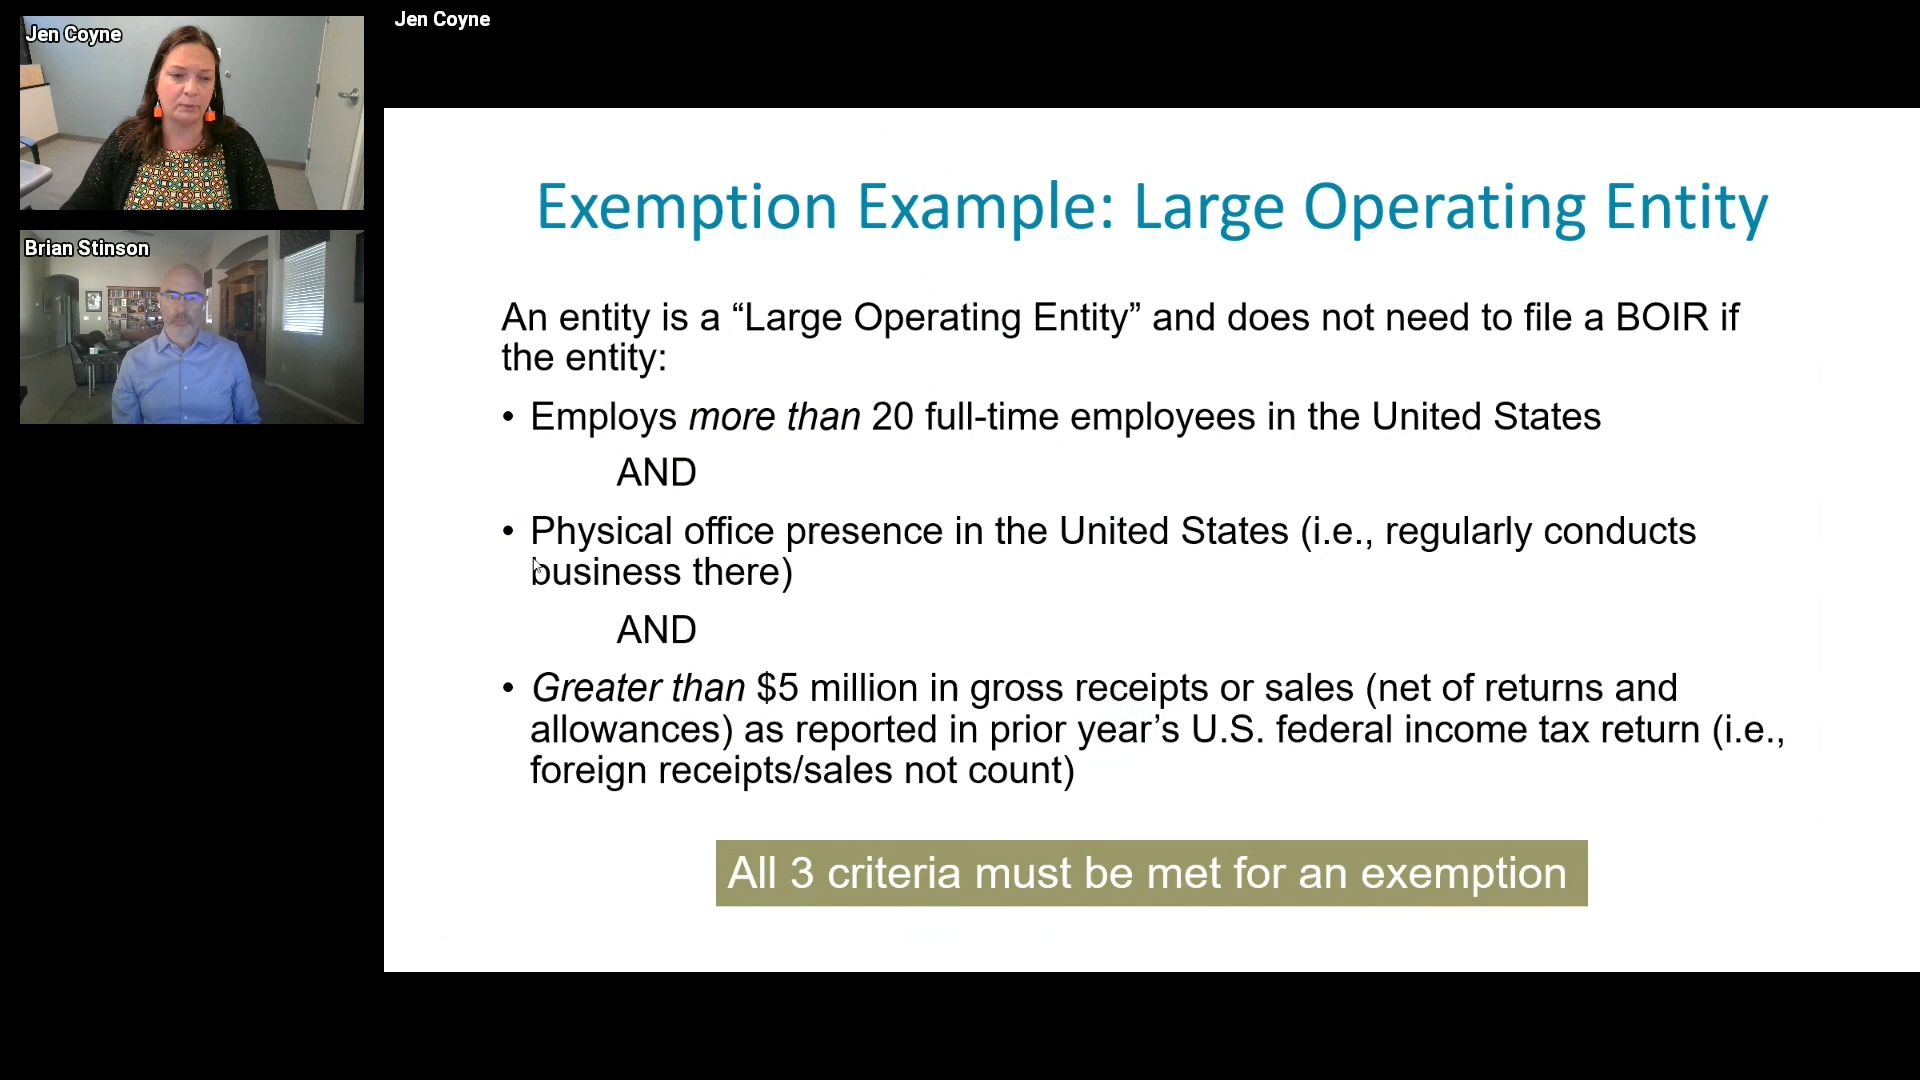 Jen Coyne
Brian Stinson
Jen Coyne
Exemption Example: Large Operating Entity
An entity is a “Large Operating Entity” and does not need to file a BOIR if
the entity:
• Employs more than 20 full-time employees in the United States
AND
• Physical office presence in the United States (i.e., regularly conducts
business there)
AND
• Greater than $5 million in gross receipts or sales (net of returns and
allowances) as reported in prior year’s U.S. federal income tax return (i.e.,
foreign receipts/sales not count)
All 3 criteria must be met for an exemption